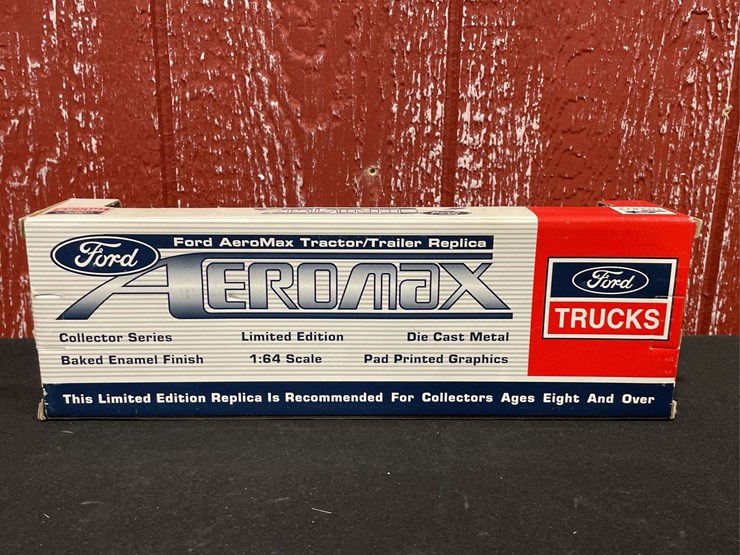 Ford AeroMax Tractor/Trailer Replica
Ford
AEROMAX
Collector Series Limited Edition Die Cast Metal
Baked Enamel Finish 1:64 Scale Pad Printed Graphics
Ford
TRUCKS
This Limited Edition Replica Is Recommended For Collectors Ages Eight And Over